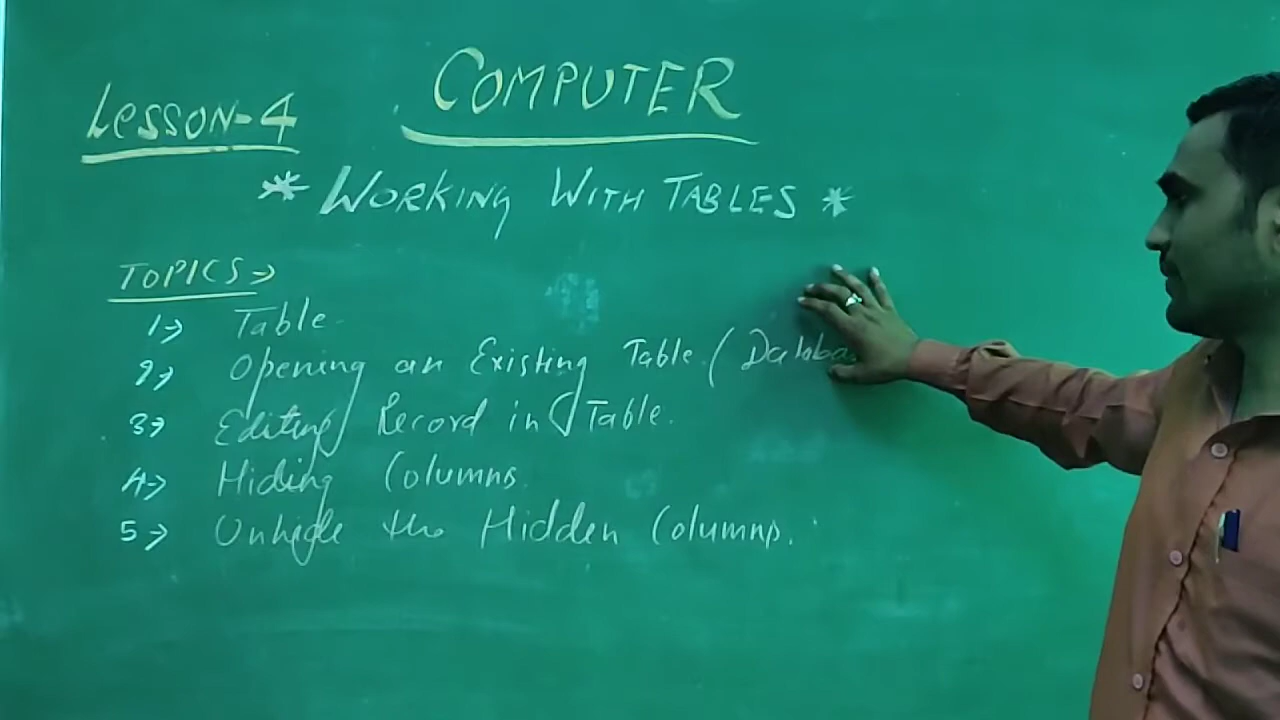 COMPUTER
LESSON-4
* WORKING WITH TABLES *
TOPICS →
1→ Table.
2→ Opening an Existing Table. (Databa
3→ Editing Record in Table.
4→ Hiding Columns.
5→ Unhide the Hidden Columns.